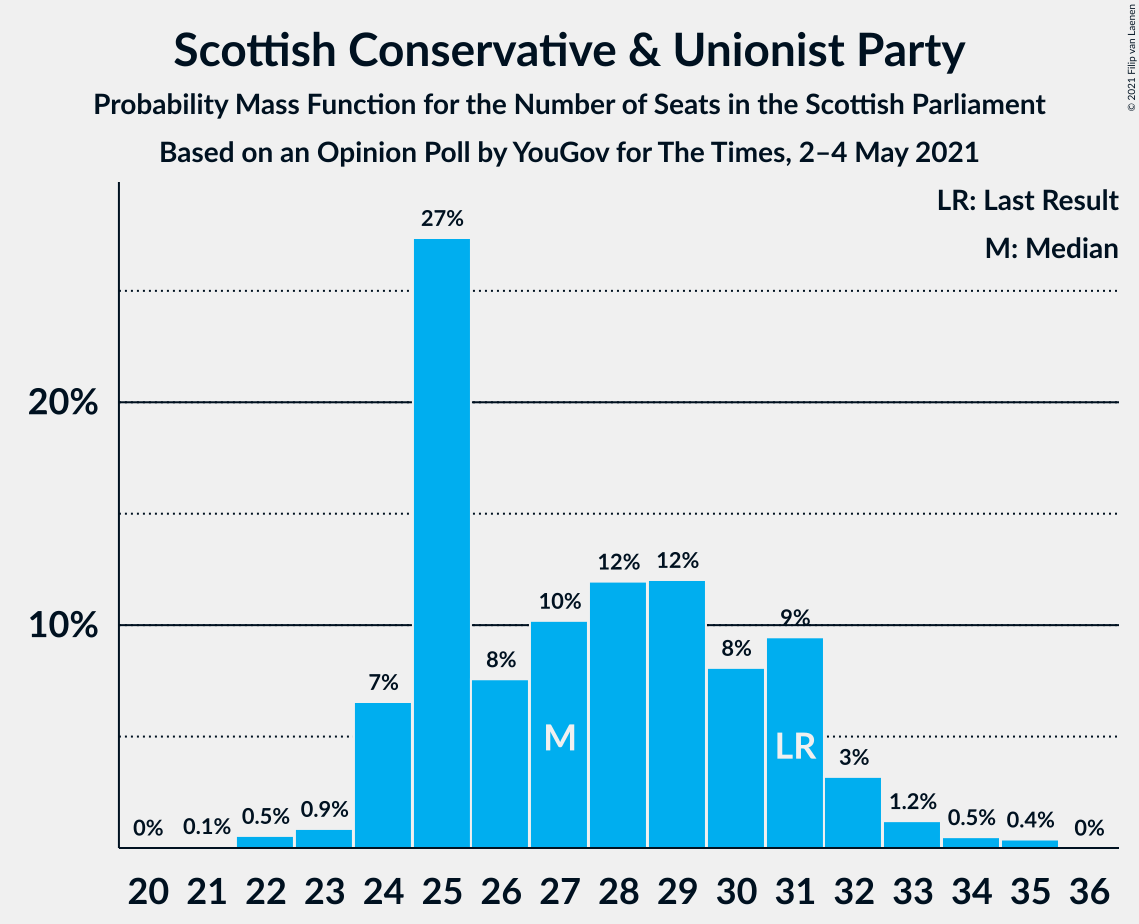 Scottish Conservative & Unionist Party
Probability Mass Function for the Number of Seats in the Scottish Parliament
Based on an Opinion Poll by YouGov for The Times, 2–4 May 2021
© 2021 Filip van Laenen
LR: Last Result
M: Median
27%
20%
12% 12%
10%
9%
10%
8%
8%
7%
M
LR
3%
1.2%
0% 0.1% 0.5% 0.9%
0.5% 0.4% 0%
20 21 22 23 24 25 26 27 28 29 30 31 32 33 34 35 36